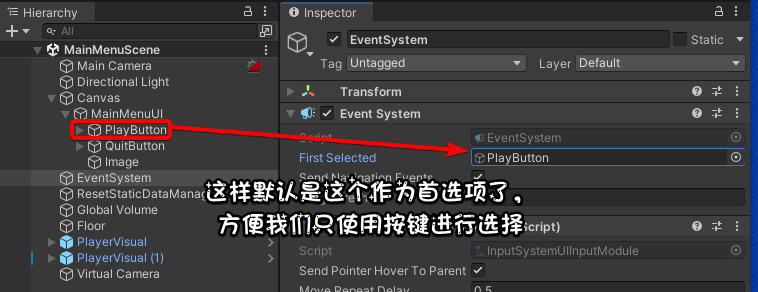 Hierarchy
All
MainMenuScene
Main Camera
Directional Light
Canvas
MainMenuUI
PlayButton
QuitButton
Image
EventSystem
ResetStaticDataManag
Global Volume
Floor
PlayerVisual
PlayerVisual (1)
Virtual Camera
Inspector
EventSystem
Static
Tag Untagged Layer Default
Transform
Event System
Script EventSystem
First Selected PlayButton
Send Navigation Events
这样默认是这个作为首选项了，
方便我们只使用按键进行选择
Script)
Script InputSystemUIInputModule
Send Pointer Hover To Parent
Move Repeat Delay 0.5